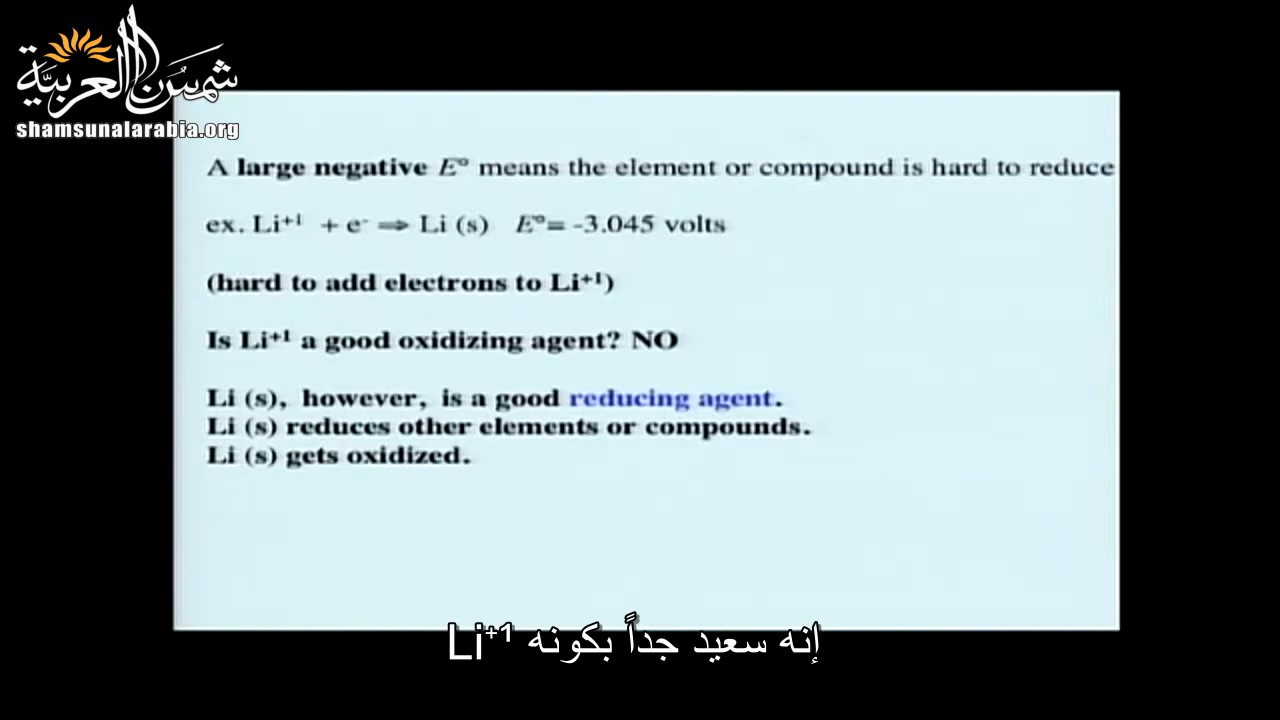 شمس العربية
shamsunalarabia.org
A large negative E° means the element or compound is hard to reduce
ex. Li⁺¹ + e⁻ ⇒ Li (s) E°= -3.045 volts
(hard to add electrons to Li⁺¹)
Is Li⁺¹ a good oxidizing agent? NO
Li (s), however, is a good reducing agent.
Li (s) reduces other elements or compounds.
Li (s) gets oxidized.
إنه سعيد جداً بكونه Li⁺¹